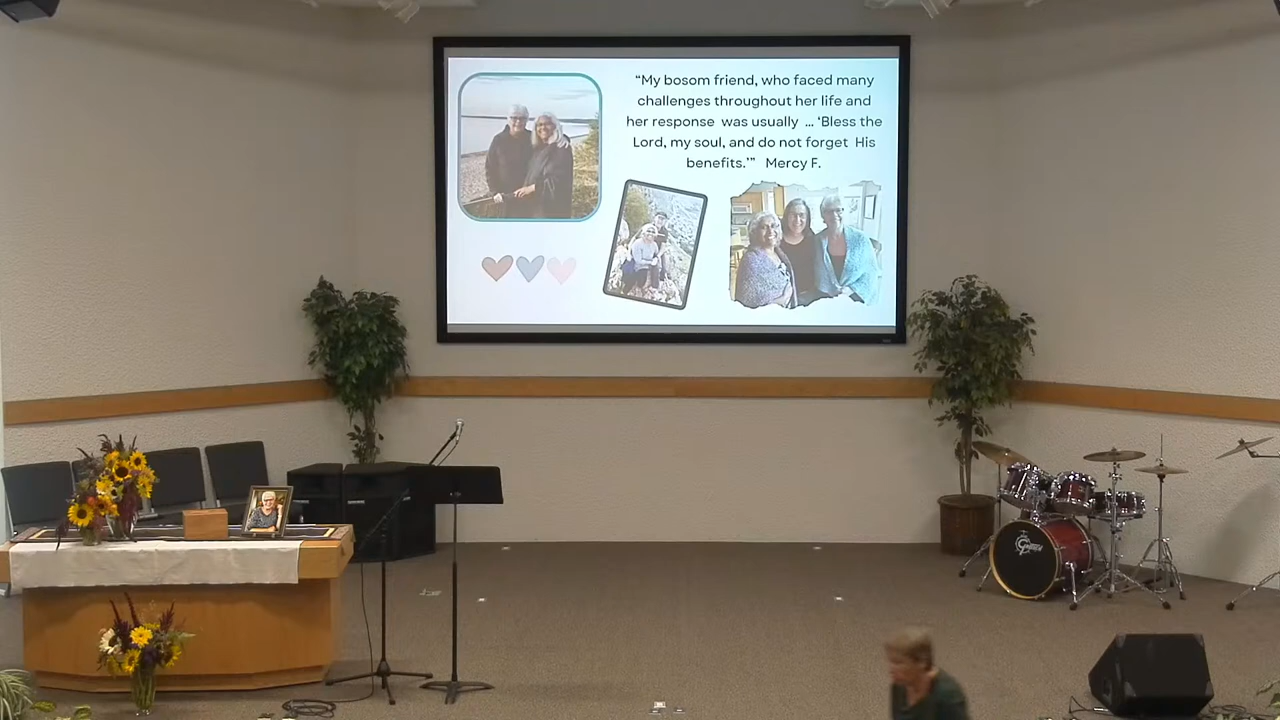 “My bosom friend, who faced many
challenges throughout her life and
her response was usually ... ‘Bless the
Lord, my soul, and do not forget His
benefits.’” Mercy F.
Gretsch